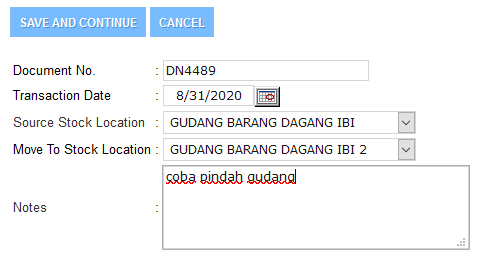 SAVE AND CONTINUE CANCEL
Document No. : DN4489
Transaction Date : 8/31/2020
Source Stock Location : GUDANG BARANG DAGANG IBI
Move To Stock Location : GUDANG BARANG DAGANG IBI 2
Notes : coba pindah gudang